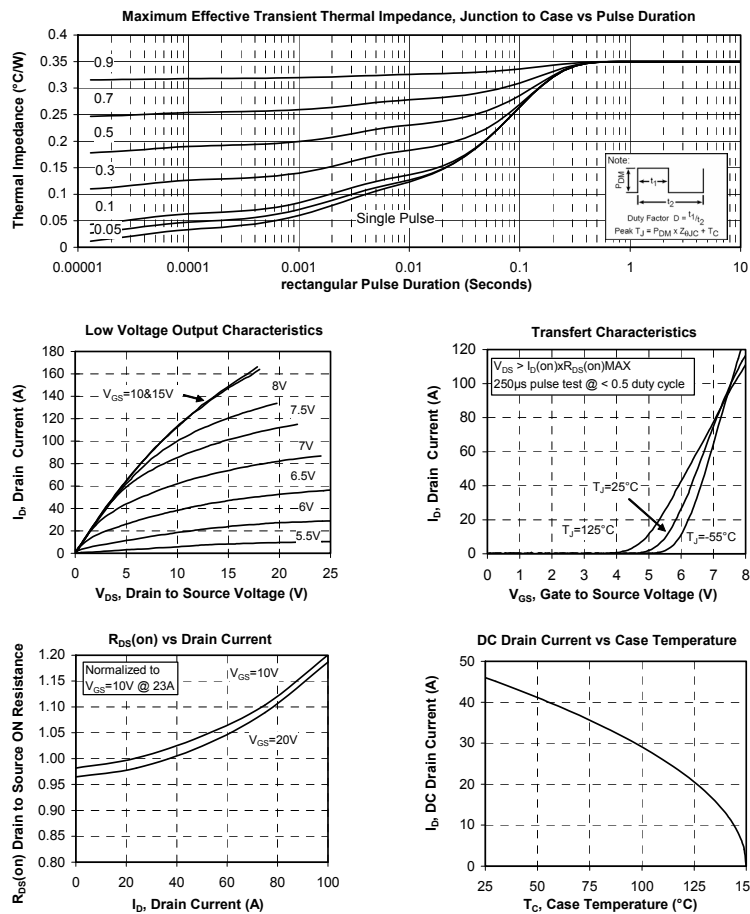 Maximum Effective Transient Thermal Impedance, Junction to Case vs Pulse Duration
Thermal Impedance (°C/W)
0.4
0.35
0.3
0.25
0.2
0.15
0.1
0.05
0
0.9
0.7
0.5
0.3
0.1
0.05
Single Pulse
Note:
PDM
t1
t2
Duty Factor D = t1/t2
Peak TJ = PDM x ZθJC + TC
0.00001 0.0001 0.001 0.01 0.1 1 10
rectangular Pulse Duration (Seconds)
Low Voltage Output Characteristics
ID, Drain Current (A)
180
160
140
120
100
80
60
40
20
0
VGS=10&15V
8V
7.5V
7V
6.5V
6V
5.5V
0 5 10 15 20 25
VDS, Drain to Source Voltage (V)
Transfert Characteristics
ID, Drain Current (A)
120
100
80
60
40
20
0
VDS > ID(on)xRDS(on)MAX
250µs pulse test @ < 0.5 duty cycle
TJ=25°C
TJ=125°C
TJ=-55°C
0 1 2 3 4 5 6 7 8
VGS, Gate to Source Voltage (V)
RDS(on) vs Drain Current
RDS(on) Drain to Source ON Resistance
1.20
1.15
1.10
1.05
1.00
0.95
0.90
0.85
0.80
Normalized to
VGS=10V @ 23A
VGS=10V
VGS=20V
0 20 40 60 80 100
ID, Drain Current (A)
DC Drain Current vs Case Temperature
ID, DC Drain Current (A)
50
40
30
20
10
0
25 50 75 100 125 150
TC, Case Temperature (°C)